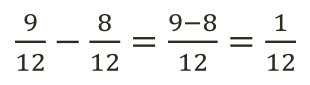 9/12 − 8/12 = 9−8/12 = 1/12